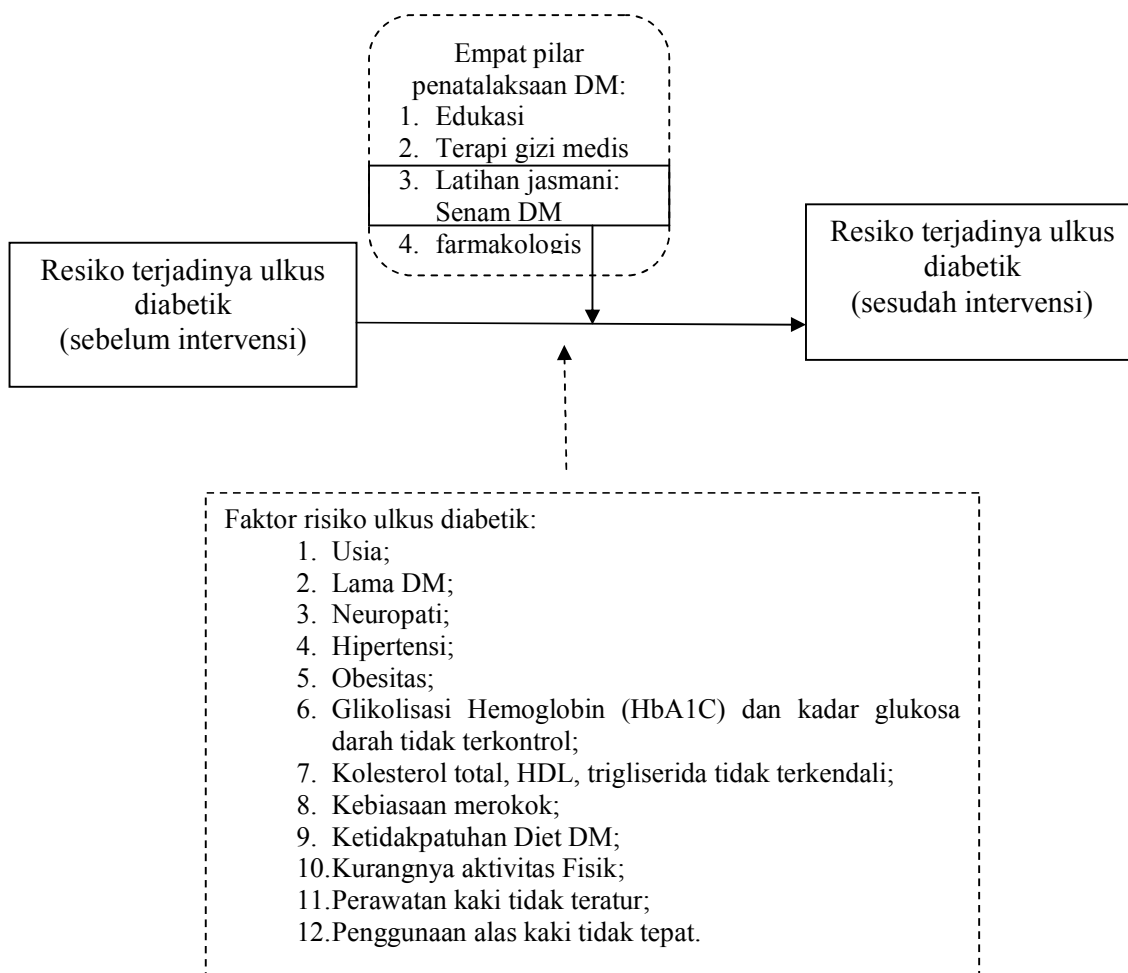 Empat pilar
penatalaksaan DM:
1. Edukasi
2. Terapi gizi medis
3. Latihan jasmani:
Senam DM
4. farmakologis
Resiko terjadinya ulkus
diabetik
(sebelum intervensi)
Resiko terjadinya ulkus
diabetik
(sesudah intervensi)
Faktor risiko ulkus diabetik:
1. Usia;
2. Lama DM;
3. Neuropati;
4. Hipertensi;
5. Obesitas;
6. Glikolisasi Hemoglobin (HbA1C) dan kadar glukosa
darah tidak terkontrol;
7. Kolesterol total, HDL, trigliserida tidak terkendali;
8. Kebiasaan merokok;
9. Ketidakpatuhan Diet DM;
10.Kurangnya aktivitas Fisik;
11.Perawatan kaki tidak teratur;
12.Penggunaan alas kaki tidak tepat.